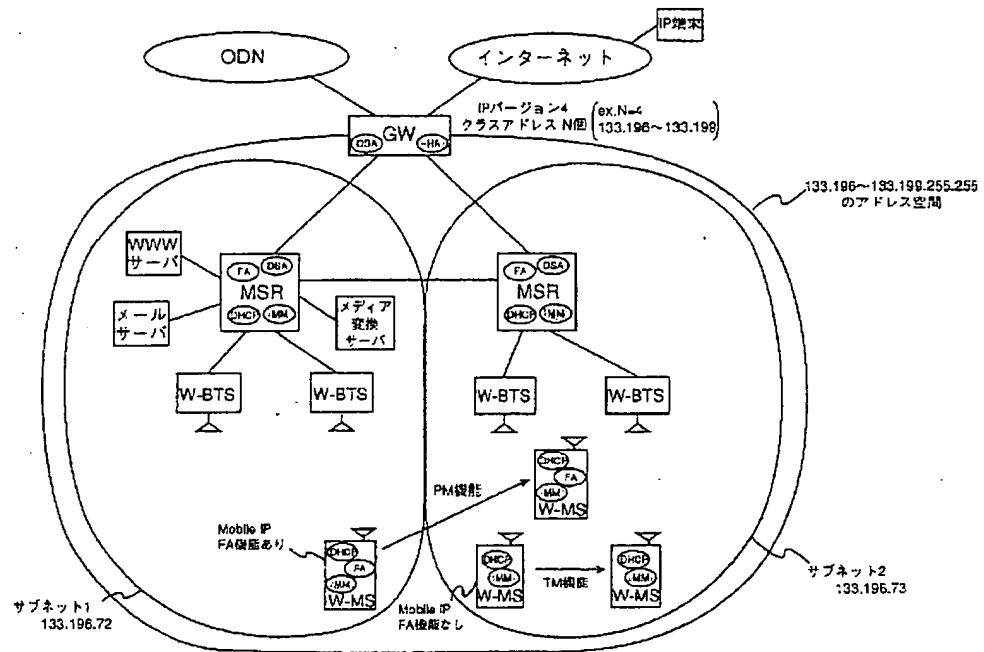 IP端末
ODN
インターネット
IPバージョン4
クラスアドレス N個
ex.N=4
133.196〜133.199
GW
HA
133.196〜133.199.255.255
のアドレス空間
WWW
サーバ
メール
サーバ
FA
DSA
MSR
DHCP
MM
メディア
変換
サーバ
FA
DSA
MSR
DHCP
MM
W-BTS
W-BTS
W-BTS
W-BTS
DHCP
FA
MM
W-MS
PM機能
Mobile IP
FA機能あり
DHCP
FA
MM
W-MS
DHCP
MM
W-MS
TM機能
DHCP
MM
W-MS
Mobile IP
FA機能なし
サブネット1
133.196.72
サブネット2
133.196.73